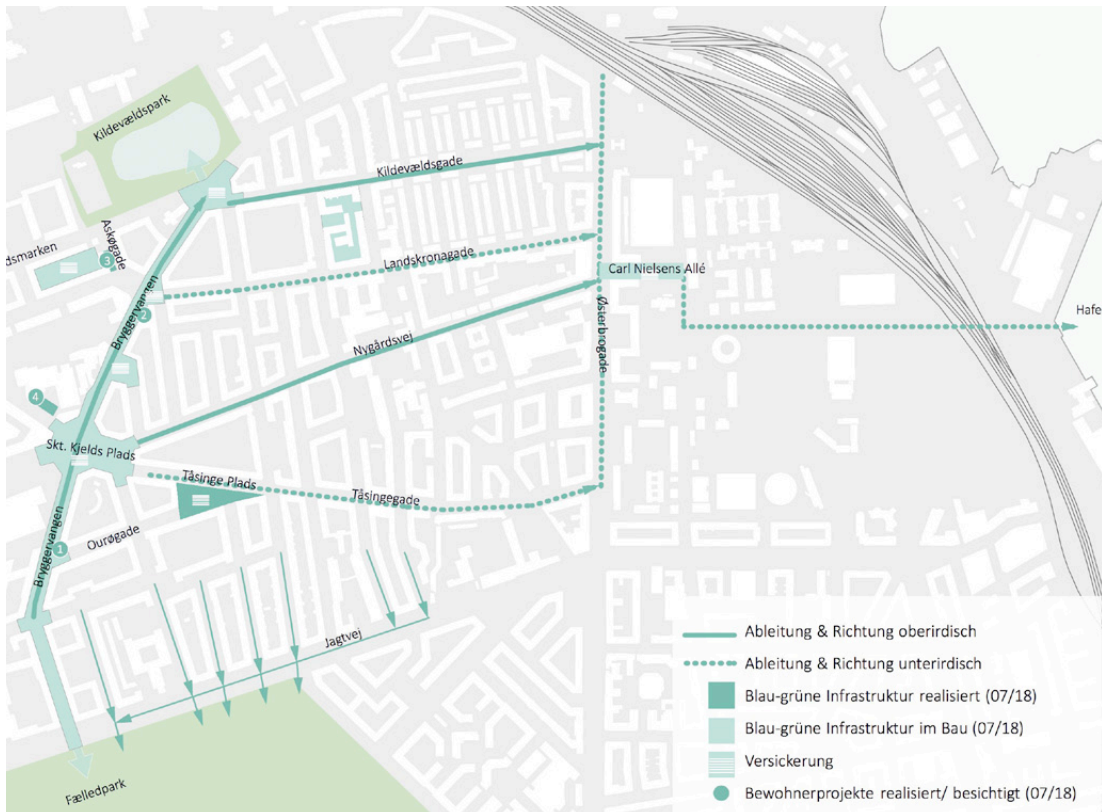 Kildevældspark
Kildevældsgade
Askøgade
dsmarken
3
Landskronagade
Carl Nielsens Allé
Hafe
Bryggervangen
2
Nygårdsvej
Østerbrogade
4
Skt. Kjelds Plads
Tåsinge Plads
Tåsingegade
Bryggervangen
1
Ourøgade
Jagtvej
Fælledpark
Ableitung & Richtung oberirdisch
Ableitung & Richtung unterirdisch
Blau-grüne Infrastruktur realisiert (07/18)
Blau-grüne Infrastruktur im Bau (07/18)
Versickerung
Bewohnerprojekte realisiert/ besichtigt (07/18)